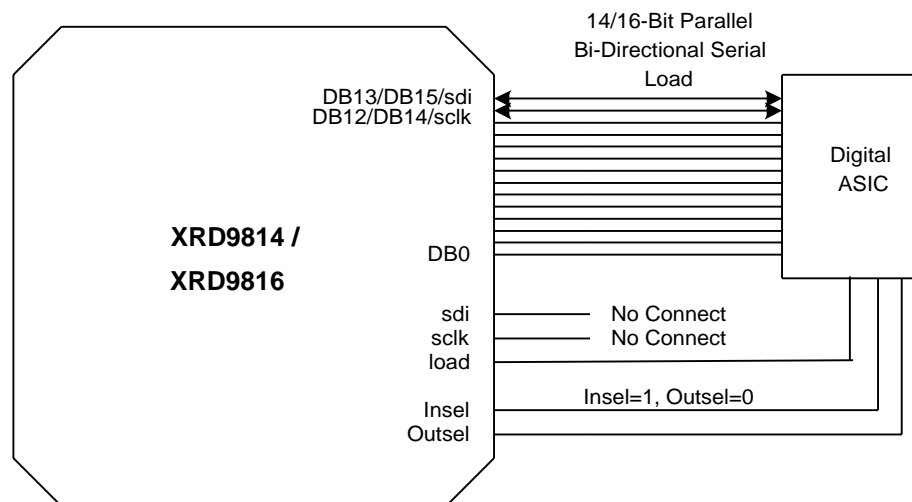 14/16-Bit Parallel
Bi-Directional Serial
Load
DB13/DB15/sdi
DB12/DB14/sclk
Digital
ASIC
XRD9814 /
XRD9816
DB0
sdi
No Connect
sclk
No Connect
load
Insel
Insel=1, Outsel=0
Outsel